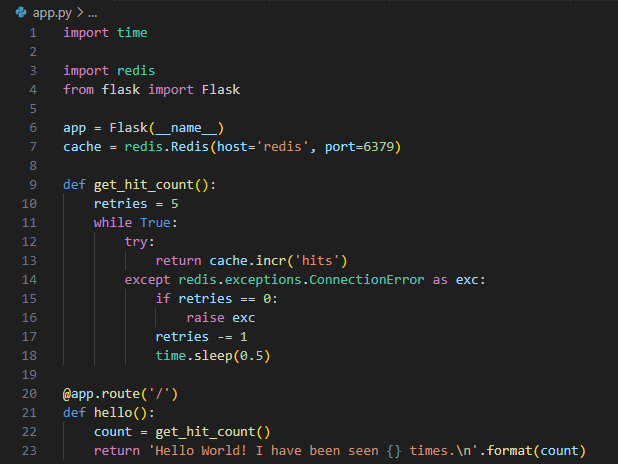 app.py > ...
1 import time
2
3 import redis
4 from flask import Flask
5
6 app = Flask(__name__)
7 cache = redis.Redis(host='redis', port=6379)
8
9 def get_hit_count():
10     retries = 5
11     while True:
12         try:
13             return cache.incr('hits')
14         except redis.exceptions.ConnectionError as exc:
15             if retries == 0:
16                 raise exc
17             retries -= 1
18             time.sleep(0.5)
19
20 @app.route('/')
21 def hello():
22     count = get_hit_count()
23     return 'Hello World! I have been seen {} times.\n'.format(count)